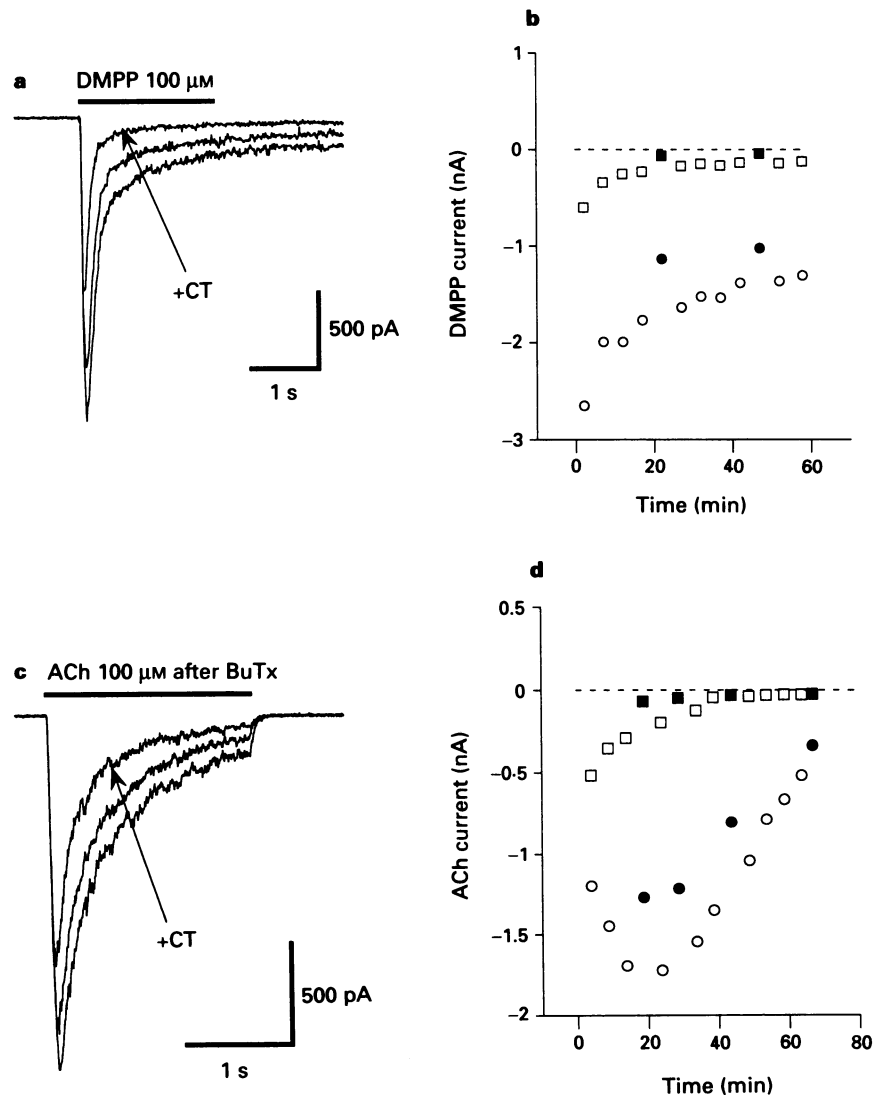 a
DMPP 100 μM
+CT
500 pA
1 s
b
DMPP current (nA)
1
0
−1
−2
−3
0 20 40 60
Time (min)
c
ACh 100 μM after BuTx
+CT
500 pA
1 s
d
ACh current (nA)
0.5
0
−0.5
−1
−1.5
−2
0 20 40 60 80
Time (min)